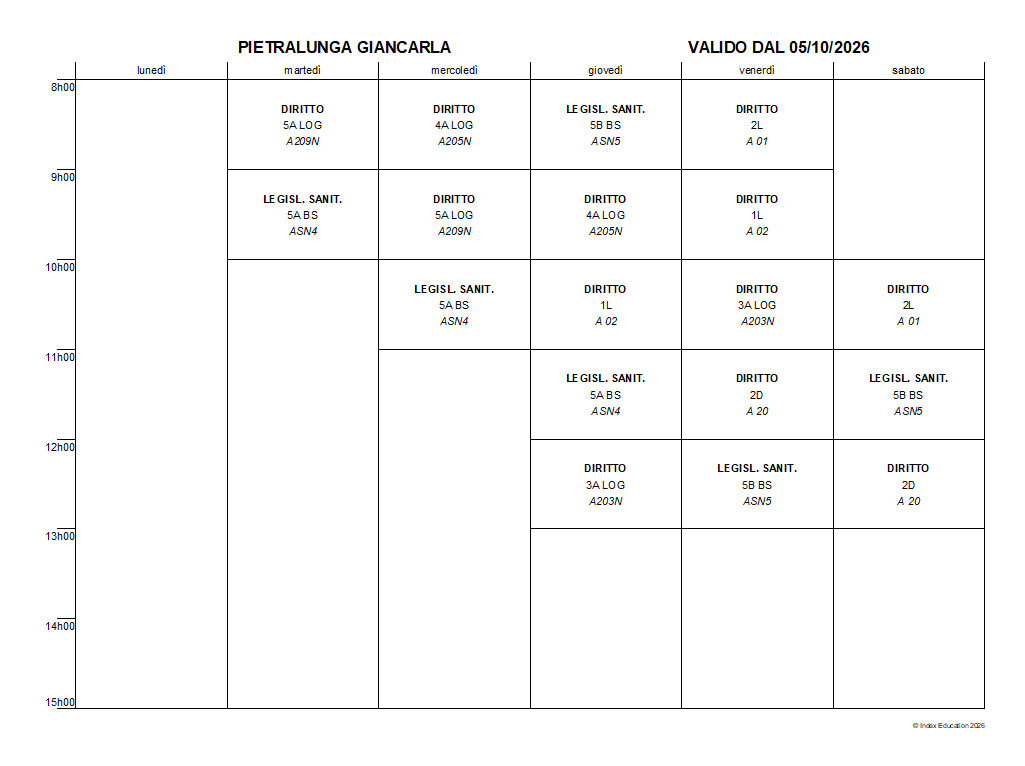 PIETRALUNGA GIANCARLA VALIDO DAL 05/10/2026
lunedì martedì mercoledì giovedì venerdì sabato
8h00
DIRITTO DIRITTO LEGISL. SANIT. DIRITTO
5A LOG 4A LOG 5B BS 2L
A209N A205N ASN5 A 01
9h00
LEGISL. SANIT. DIRITTO DIRITTO DIRITTO
5A BS 5A LOG 4A LOG 1L
ASN4 A209N A205N A 02
10h00
LEGISL. SANIT. DIRITTO DIRITTO DIRITTO
5A BS 1L 3A LOG 2L
ASN4 A 02 A203N A 01
11h00
LEGISL. SANIT. DIRITTO LEGISL. SANIT.
5A BS 2D 5B BS
ASN4 A 20 ASN5
12h00
DIRITTO LEGISL. SANIT. DIRITTO
3A LOG 5B BS 2D
A203N ASN5 A 20
13h00
14h00
15h00
© Index Education 2026